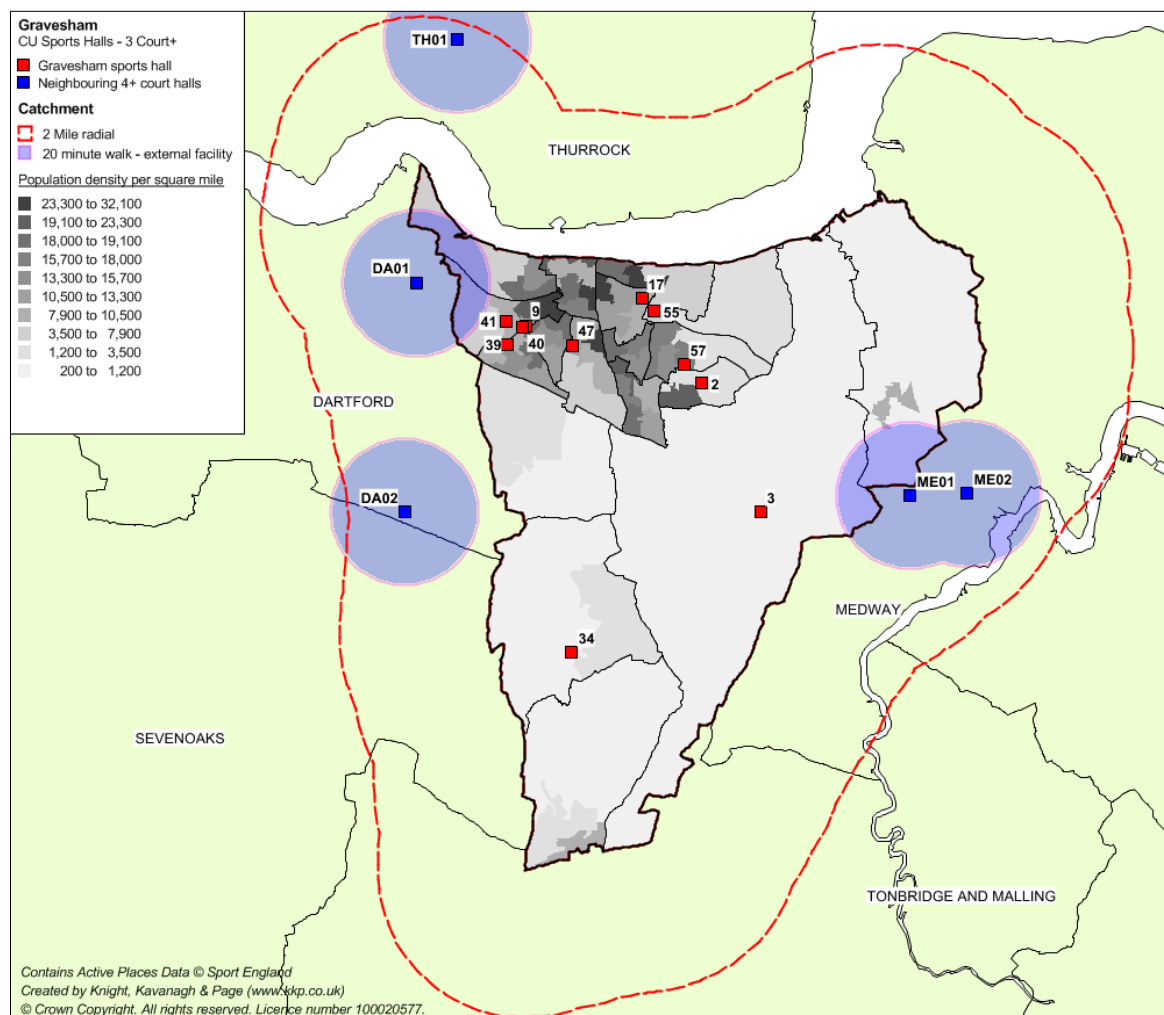 Gravesham
CU Sports Halls - 3 Court+
Gravesham sports hall
Neighbouring 4+ court halls
Catchment
2 Mile radial
20 minute walk - external facility
Population density per square mile
23,300 to 32,100
19,100 to 23,300
18,000 to 19,100
15,700 to 18,000
13,300 to 15,700
10,500 to 13,300
7,900 to 10,500
3,500 to 7,900
1,200 to 3,500
200 to 1,200
TH01
THURROCK
DA01
17
9
55
41
47
39
40
57
2
DARTFORD
ME01
ME02
DA02
3
MEDWAY
34
SEVENOAKS
TONBRIDGE AND MALLING
Contains Active Places Data © Sport England
Created by Knight, Kavanagh & Page (www.kkp.co.uk)
© Crown Copyright. All rights reserved. Licence number 100020577.